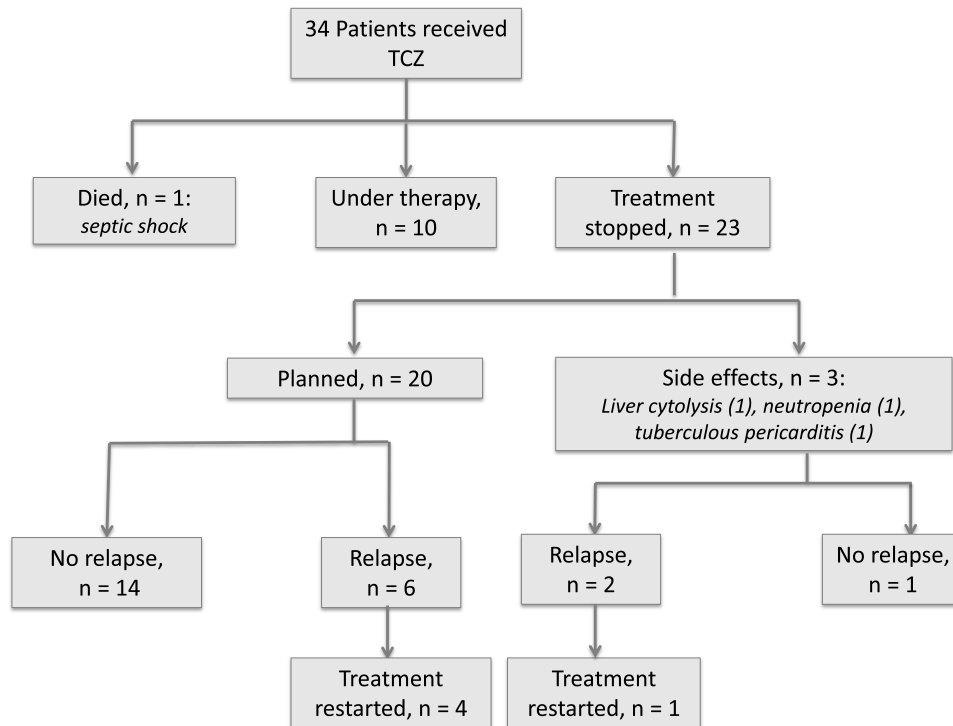 34 Patients received
TCZ
Died, n = 1:
septic shock
Under therapy,
n = 10
Treatment
stopped, n = 23
Planned, n = 20
Side effects, n = 3:
Liver cytolysis (1), neutropenia (1),
tuberculous pericarditis (1)
No relapse,
n = 14
Relapse,
n = 6
Relapse,
n = 2
No relapse,
n = 1
Treatment
restarted, n = 4
Treatment
restarted, n = 1